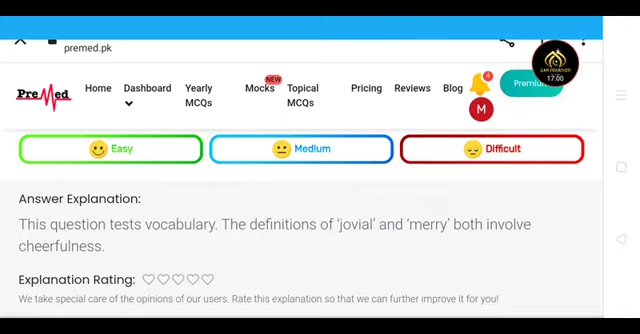 premed.pk
17:00
PreMed
Home
Dashboard
Yearly MCQs
Mocks
NEW
Topical MCQs
Pricing
Reviews
Blog
4
M
Premium
Easy
Medium
Difficult
Answer Explanation:
This question tests vocabulary. The definitions of ‘jovial’ and ‘merry’ both involve
cheerfulness.
Explanation Rating:
We take special care of the opinions of our users. Rate this explanation so that we can further improve it for you!